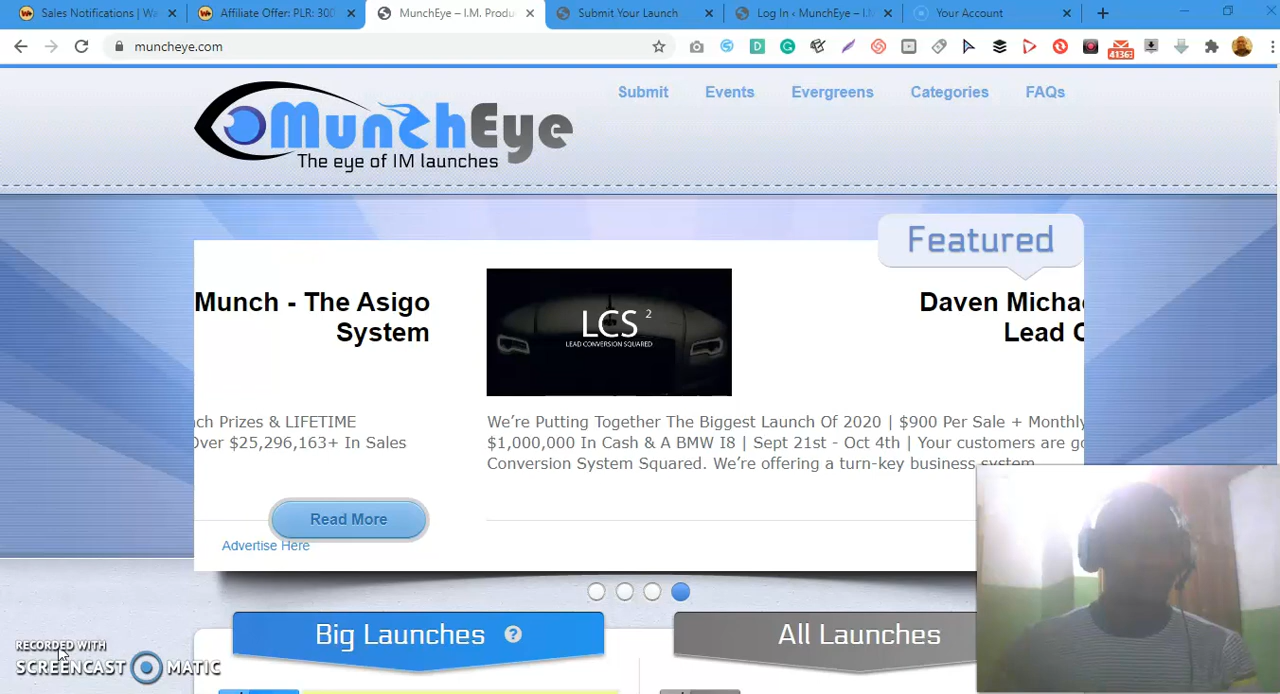 Sales Notifications | Wa
Affiliate Offer: PLR: 300
MunchEye – I.M. Produ
Submit Your Launch
Log In ‹ MunchEye – I.M
Your Account
muncheye.com
41363
MunchEye
The eye of IM launches
Submit
Events
Evergreens
Categories
FAQs
Featured
Munch - The Asigo
System
LCS 2
LEAD CONVERSION SQUARED
Daven Michae
Lead C
ch Prizes & LIFETIME
Over $25,296,163+ In Sales
We're Putting Together The Biggest Launch Of 2020 | $900 Per Sale + Monthly
$1,000,000 In Cash & A BMW I8 | Sept 21st - Oct 4th | Your customers are go
Conversion System Squared. We're offering a turn-key business system
Read More
Advertise Here
Big Launches ?
All Launches
RECORDED WITH
SCREENCAST MATIC